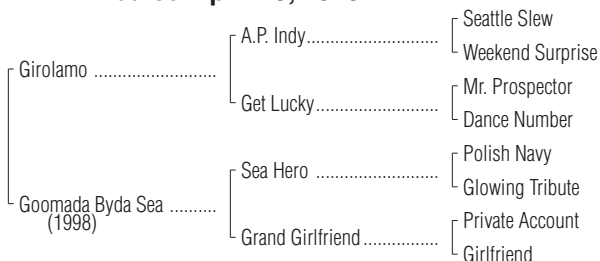 Girolamo ........................
A.P. Indy..........................
Seattle Slew
Weekend Surprise
Get Lucky........................
Mr. Prospector
Dance Number
Goomada Byda Sea ..........
(1998)
Sea Hero ........................
Polish Navy
Glowing Tribute
Grand Girlfriend...............
Private Account
Girlfriend